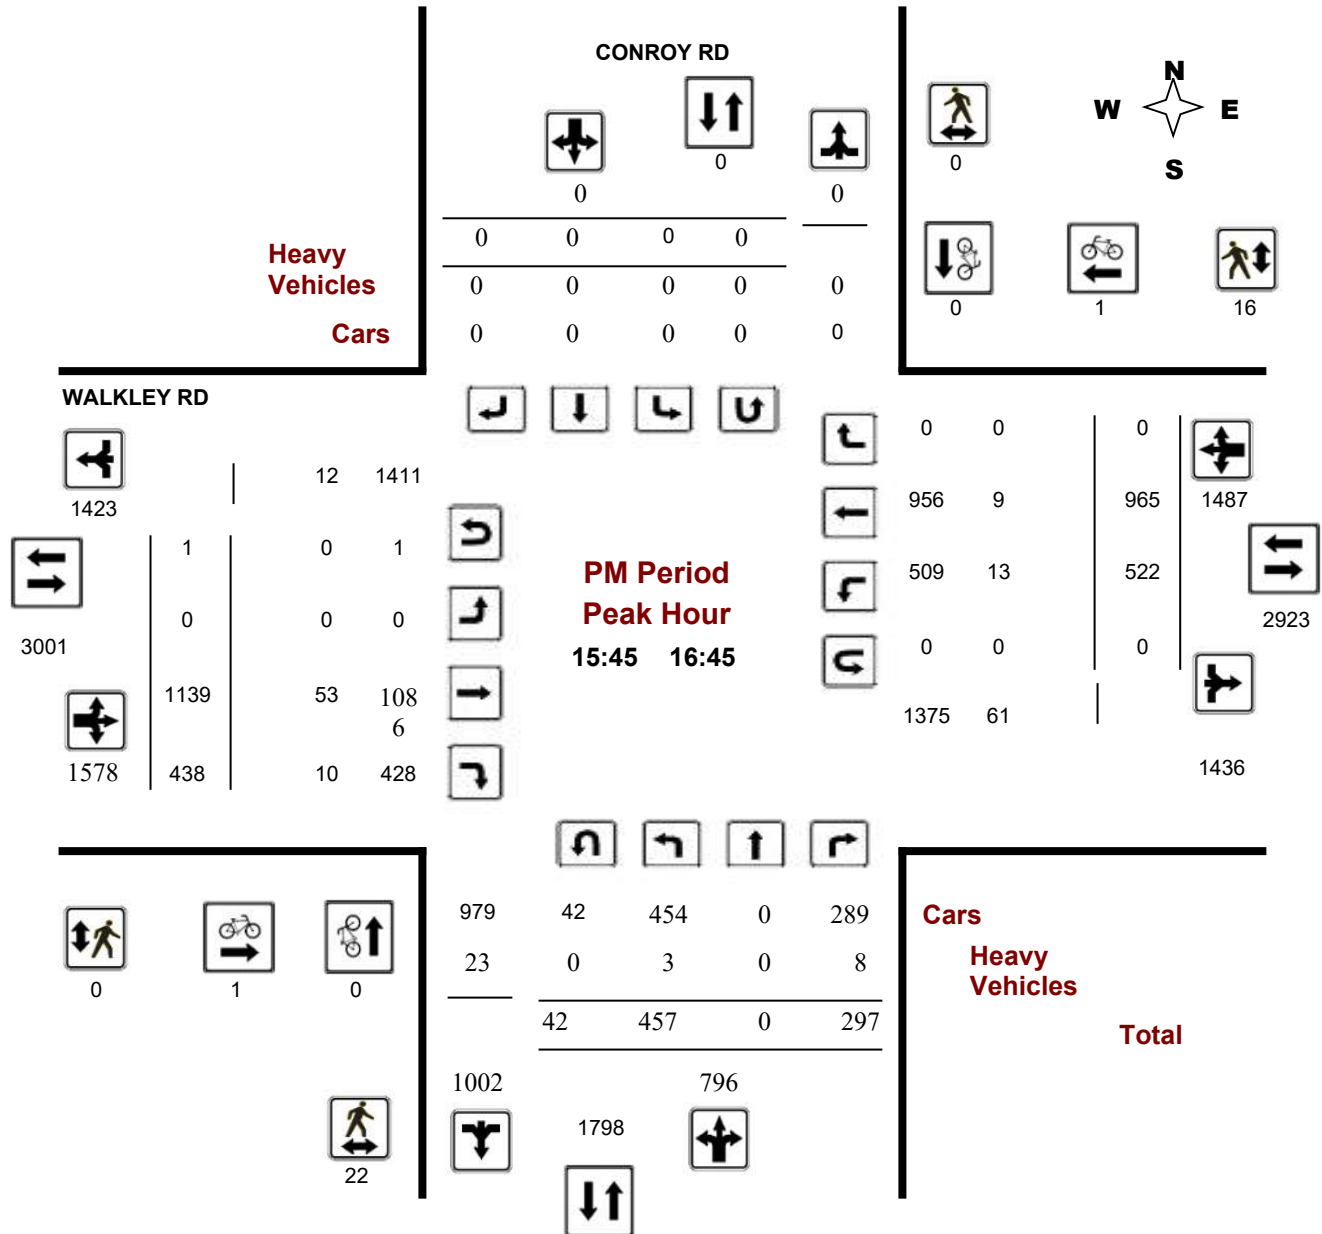 CONROY RD
N
W E
S
0
0
0 0
0 0 0 0
Heavy
Vehicles
0 0 0 0 0
Cars
0 0 0 0 0
0 1 16
WALKLEY RD
0 0 0
12 1411
1423
956 9 965 1487
1 0 1
PM Period
Peak Hour
15:45 16:45
509 13 522
2923
0 0 0
3001
0 0 0
1139 53 108
6
1375 61
1578 438 10 428
1436
979 42 454 0 289
Cars
23 0 3 0 8
Heavy
Vehicles
0 1 0
42 457 0 297
Total
1002 796
1798
22